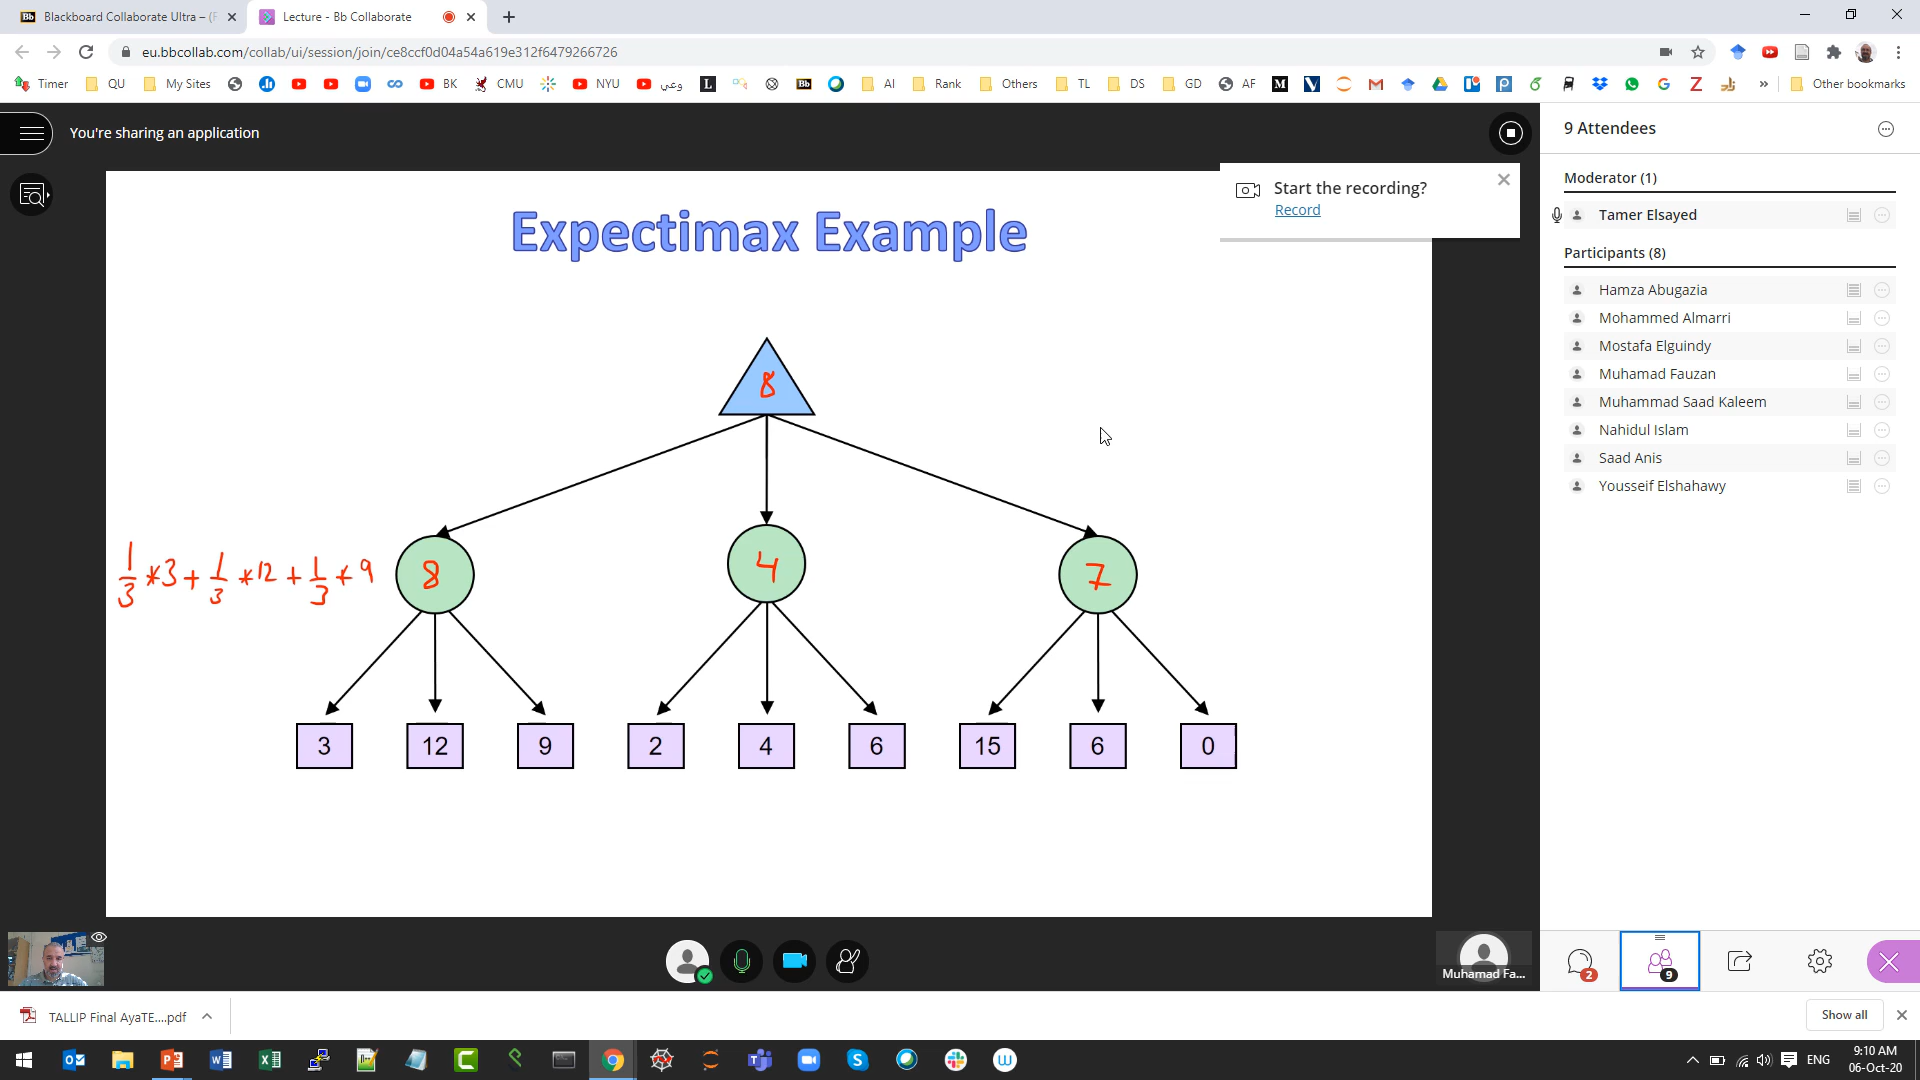 Blackboard Collaborate Ultra – (F
Lecture - Bb Collaborate
eu.bbcollab.com/collab/ui/session/join/ce8ccf0d04a54a619e312f6479266726
Timer QU My Sites BK CMU NYU وعي L Bb AI Rank Others TL DS GD AF M » Other bookmarks
You're sharing an application
Start the recording?
Record
9 Attendees
Moderator (1)
Tamer Elsayed
Participants (8)
Hamza Abugazia
Mohammed Almarri
Mostafa Elguindy
Muhamad Fauzan
Muhammad Saad Kaleem
Nahidul Islam
Saad Anis
Yousseif Elshahawy
Expectimax Example
8
1/3 * 3 + 1/3 * 12 + 1/3 * 9
8 4 7
3 12 9 2 4 6 15 6 0
Muhamad Fa...
2 9
TALLIP Final AyaTE....pdf
Show all
ENG
9:10 AM
06-Oct-20